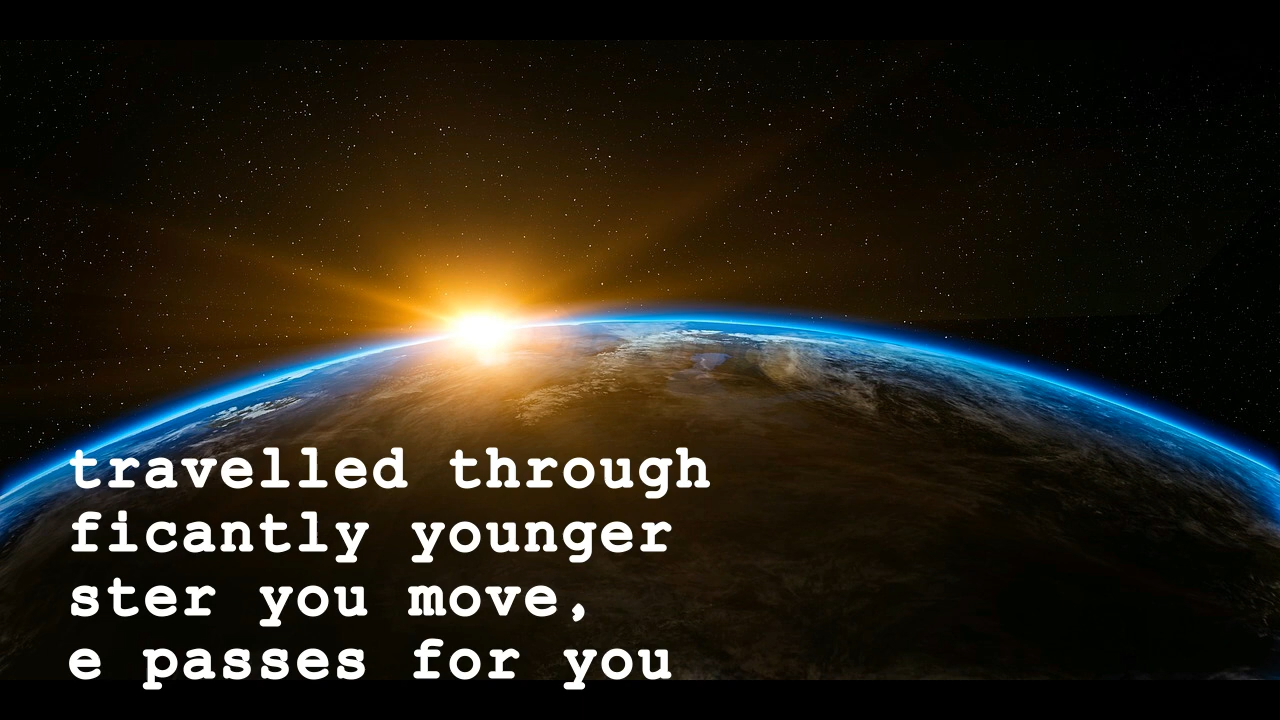 travelled through
ficantly younger
ster you move,
e passes for you